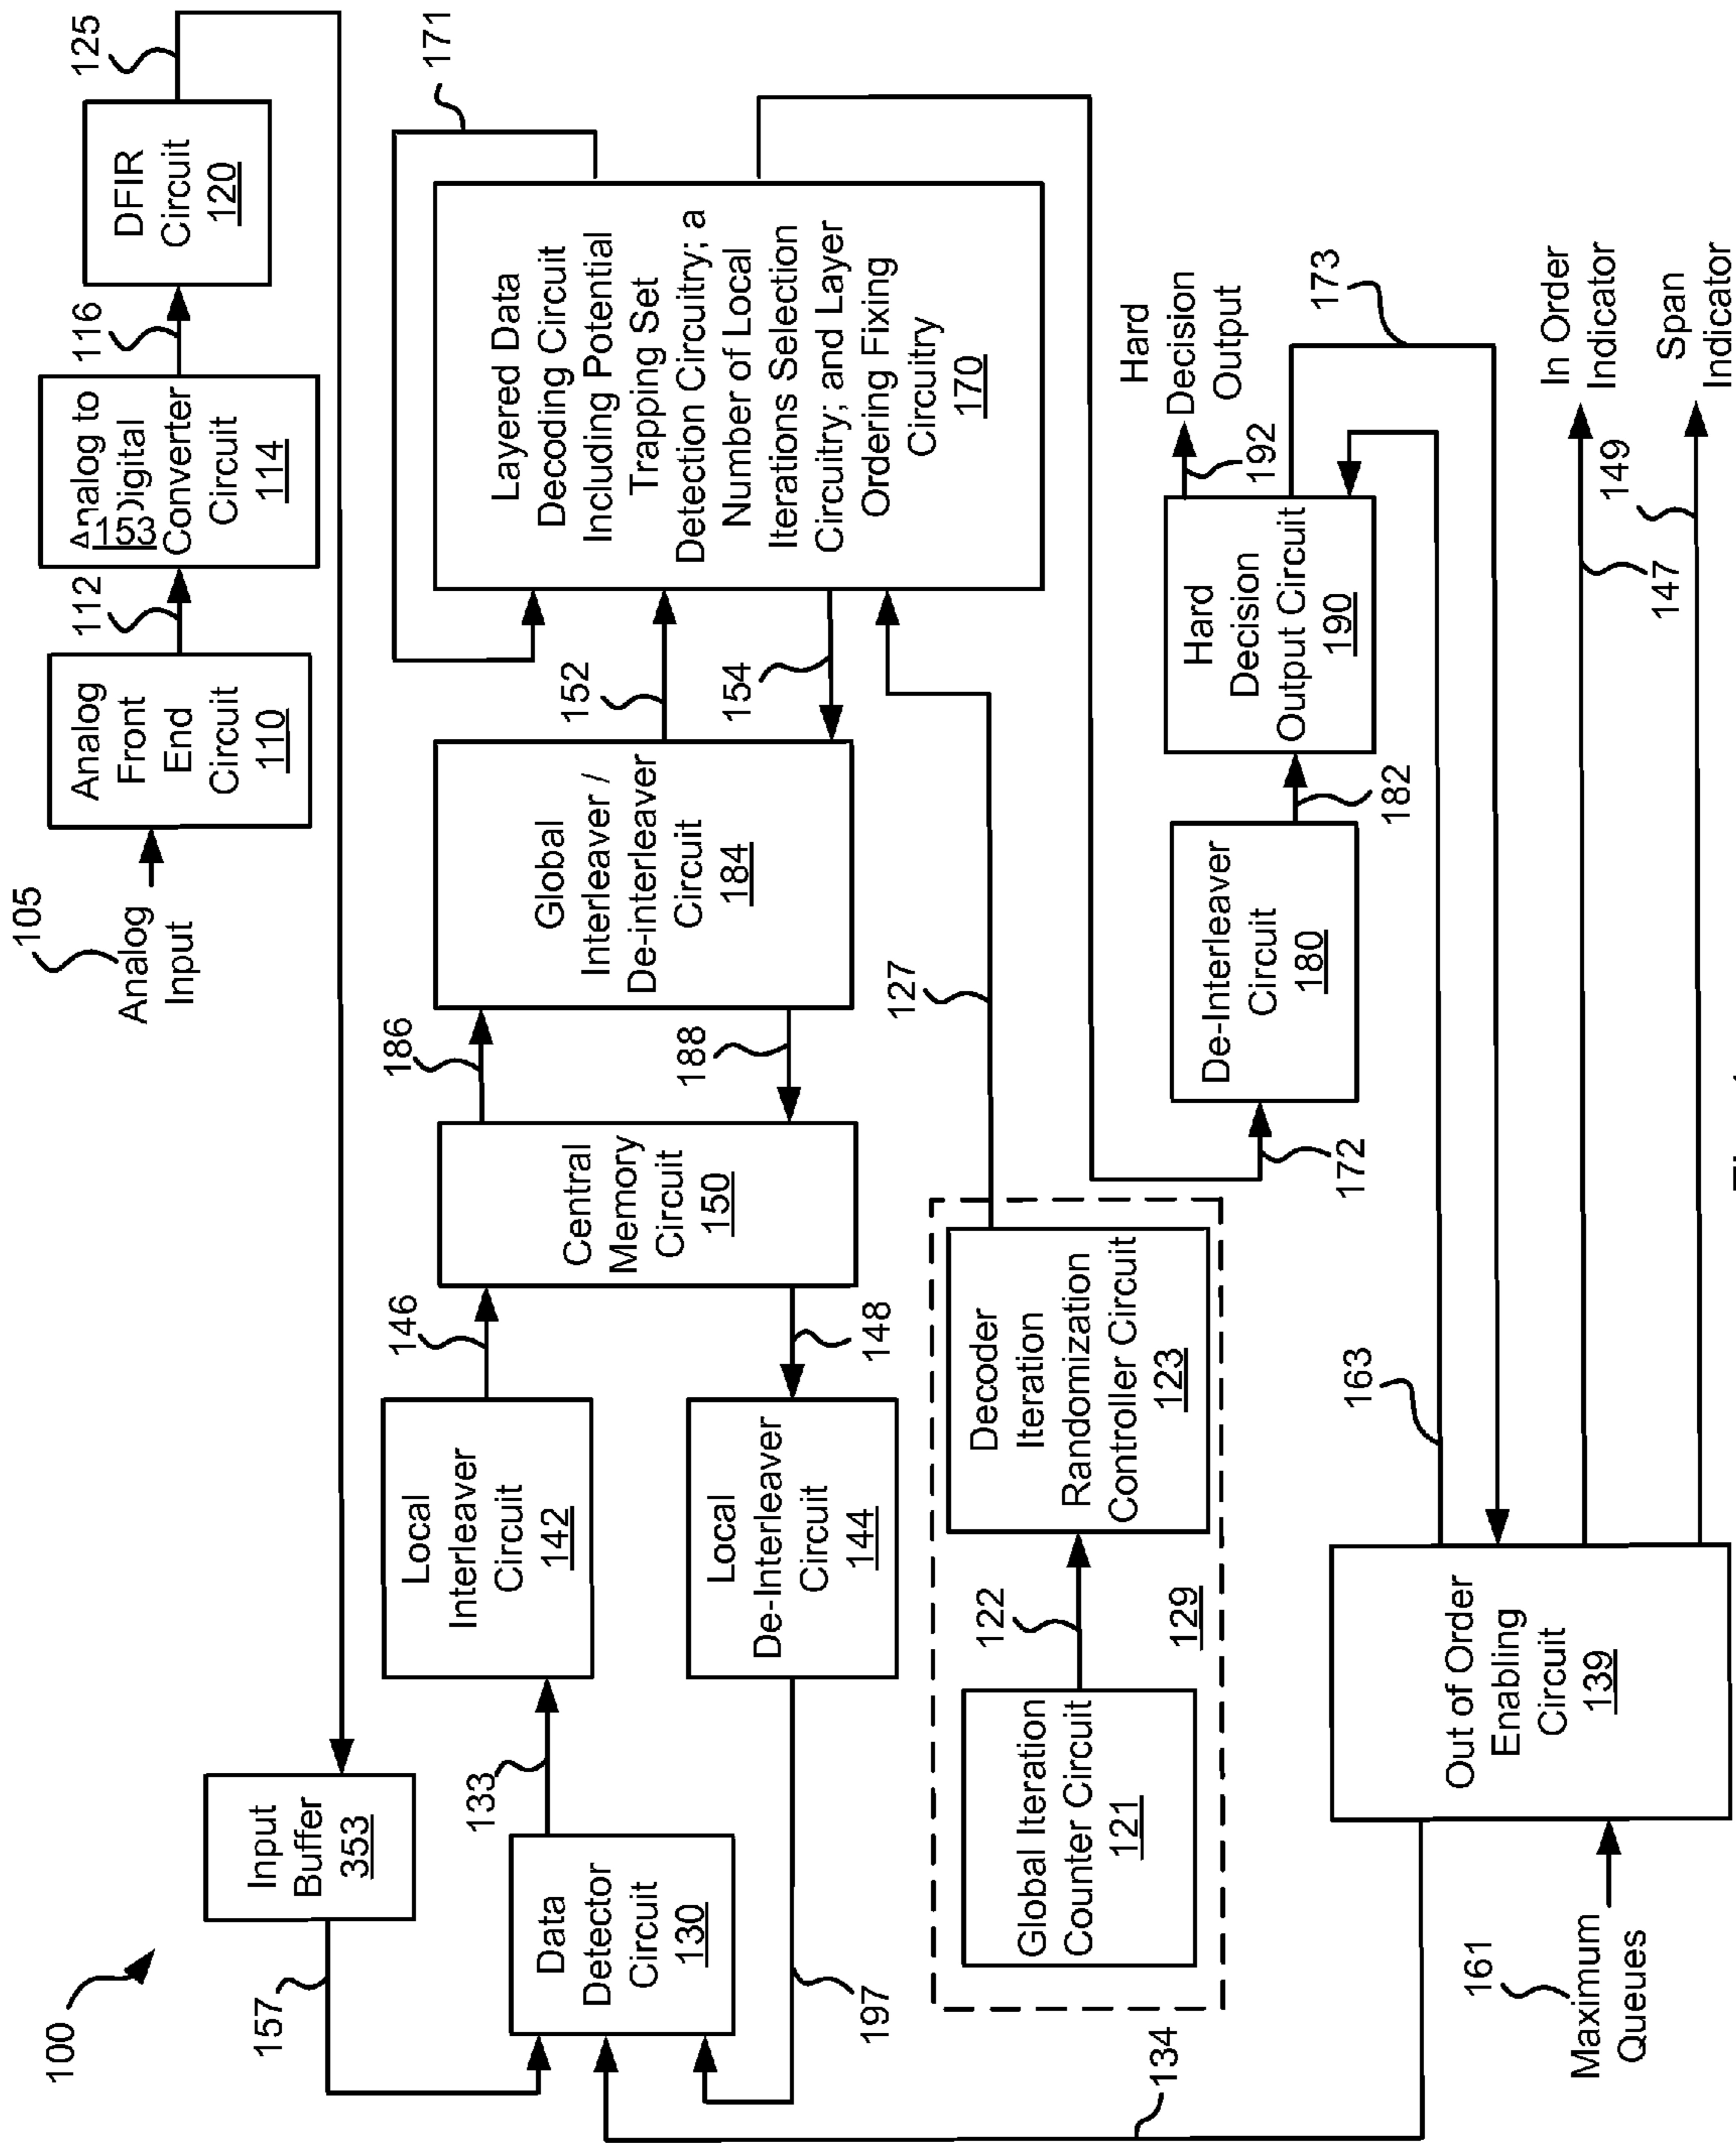 100
105
Analog
Input
Analog
Front
End
Circuit
110
112
Analog to
Digital
153
Converter
Circuit
114
116
DFIR
Circuit
120
125
Input
Buffer
353
157
Data
Detector
Circuit
130
133
Local
Interleaver
Circuit
142
146
Central
Memory
Circuit
150
186
Global
Interleaver /
De-interleaver
Circuit
184
152
171
Layered Data
Decoding Circuit
Including Potential
Trapping Set
Detection Circuitry; a
Number of Local
Iterations Selection
Circuitry; and Layer
Ordering Fixing
Circuitry
170
197
Local
De-Interleaver
Circuit
144
148
188
154
127
Global Iteration
Counter Circuit
121
122
Decoder
Iteration
Randomization
Controller Circuit
123
129
134
172
De-Interleaver
Circuit
180
182
Hard
Decision
Output Circuit
190
192
Hard
Decision
Output
173
161
Maximum
Queues
Out of Order
Enabling
Circuit
139
163
147
In Order
Indicator
149
Span
Indicator